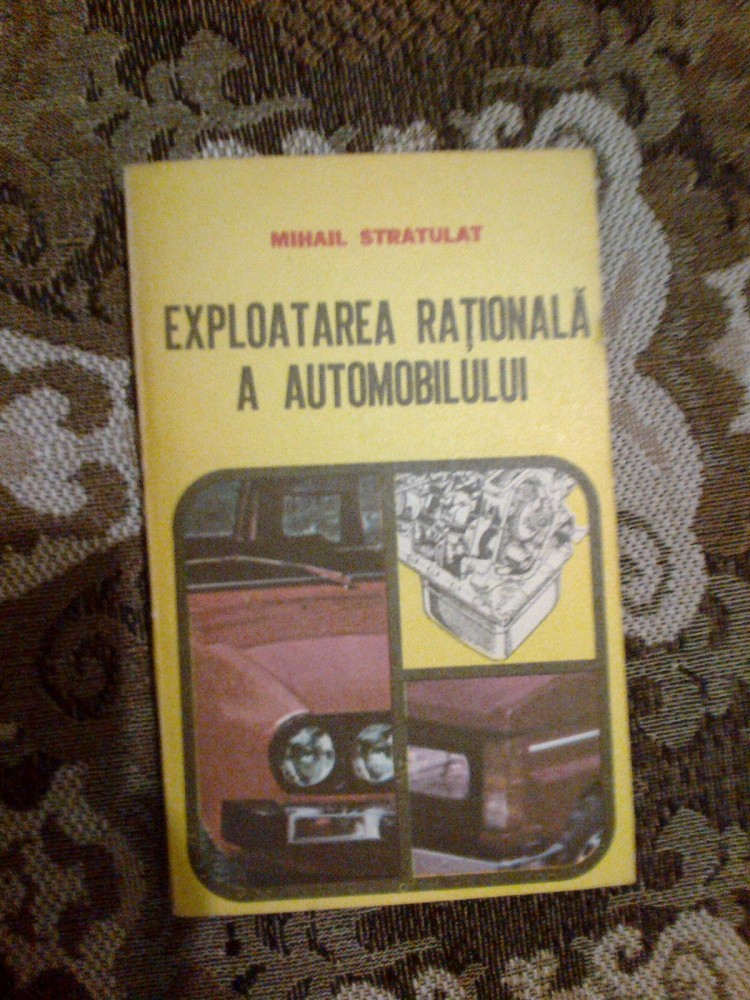 MIHAIL STRATULAT
EXPLOATAREA RAȚIONALĂ
A AUTOMOBILULUI